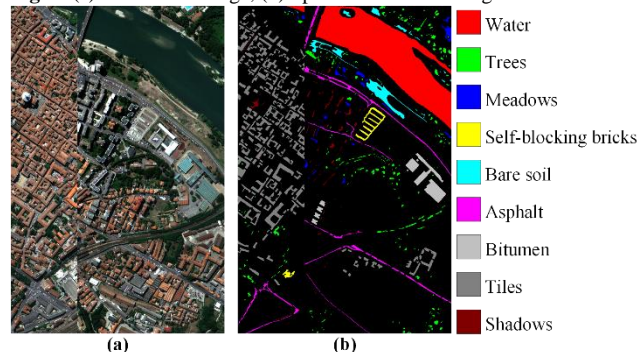 Water
Trees
Meadows
Self-blocking bricks
Bare soil
Asphalt
Bitumen
Tiles
Shadows
(a)
(b)